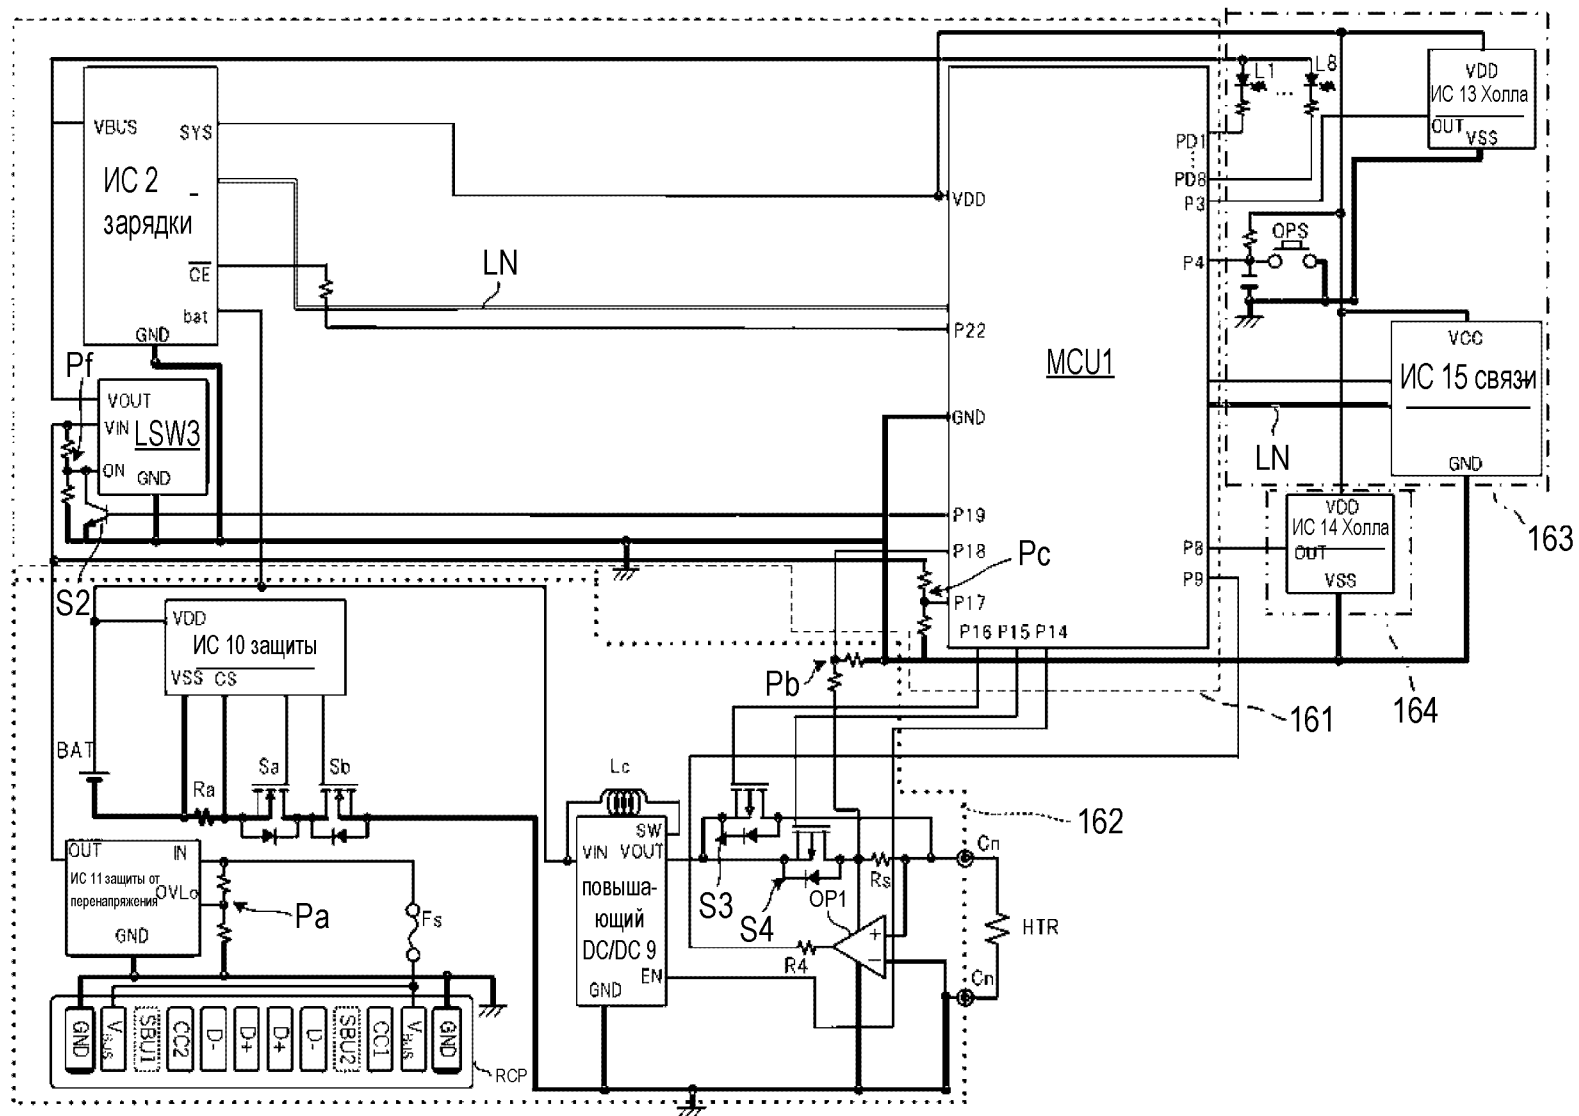 L1
...
L8
VDD
ИС 13 Холла
OUT
VSS
VBUS
SYS
ИС 2
зарядки
CE
bat
GND
VDD
PD1
PD8
P3
P4
OPS
LN
P22
MCU1
GND
VCC
ИС 15 связи
GND
LN
Pf
VOUT
VIN
LSW3
ON
GND
P19
P18
P17
P16 P15 P14
P8
P9
Pc
VDD
ИС 14 Холла
OUT
VSS
163
164
161
S2
VDD
ИС 10 защиты
VSS CS
Pb
BAT
Ra
Sa
Sb
Lc
SW
VIN
VOUT
повыша-
ющий
DC/DC 9
EN
GND
S3
S4
Rs
OP1
+
−
R4
162
Cn
HTR
Cn
OUT
IN
ИС 11 защиты от
перенапряжения
OVLo
GND
Pa
Fs
GND
VBUS
SBU1
CC2
D-
D+
D+
D-
SBU2
CC1
VBUS
GND
RCP